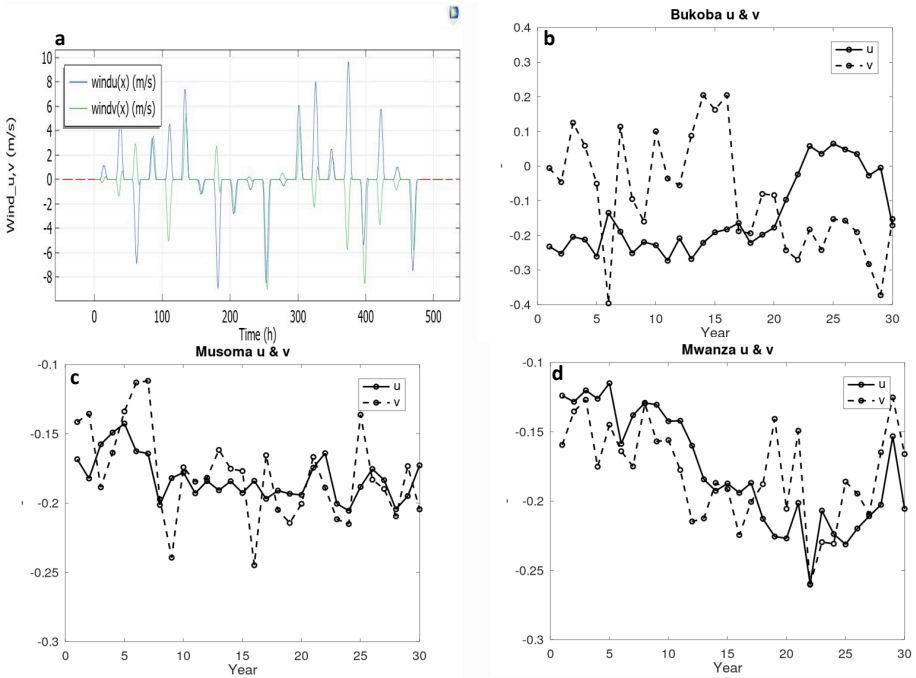 a
10
8
6
4
2
0
-2
-4
-6
-8
Wind_u,v (m/s)
windu(x) (m/s)
windv(x) (m/s)
0 100 200 300 400 500
Time (h)
Bukoba u & v
b
0.4
0.3
0.2
0.1
0
-0.1
-0.2
-0.3
-0.4
-
u
v
0 5 10 15 20 25 30
Year
Musoma u & v
c
-0.1
-0.15
-0.2
-0.25
-0.3
-
u
v
0 5 10 15 20 25 30
Year
Mwanza u & v
d
-0.1
-0.15
-0.2
-0.25
-0.3
-
u
v
0 5 10 15 20 25 30
Year